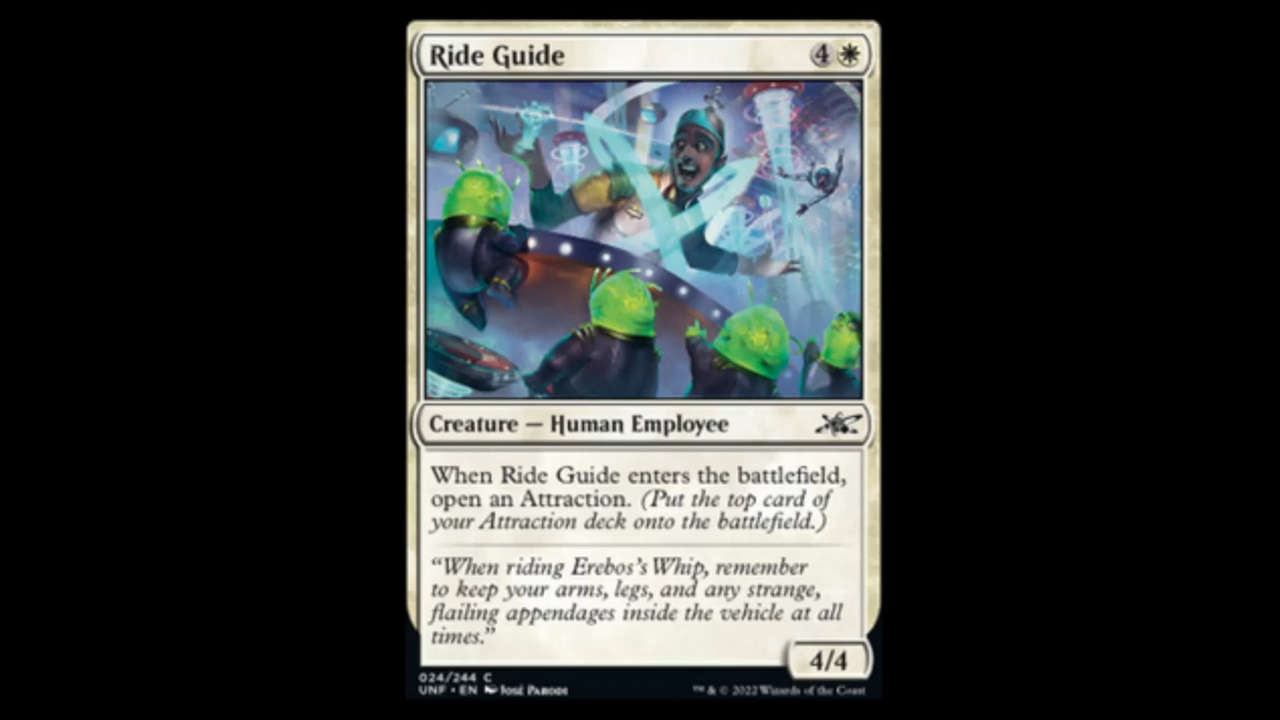 Ride Guide 4
Creature — Human Employee
When Ride Guide enters the battlefield,
open an Attraction. (Put the top card of
your Attraction deck onto the battlefield.)
“When riding Erebos’s Whip, remember
to keep your arms, legs, and any strange,
flailing appendages inside the vehicle at all
times.”
4/4
024/244 C
UNF • EN José Parodi
™ & © 2022 Wizards of the Coast